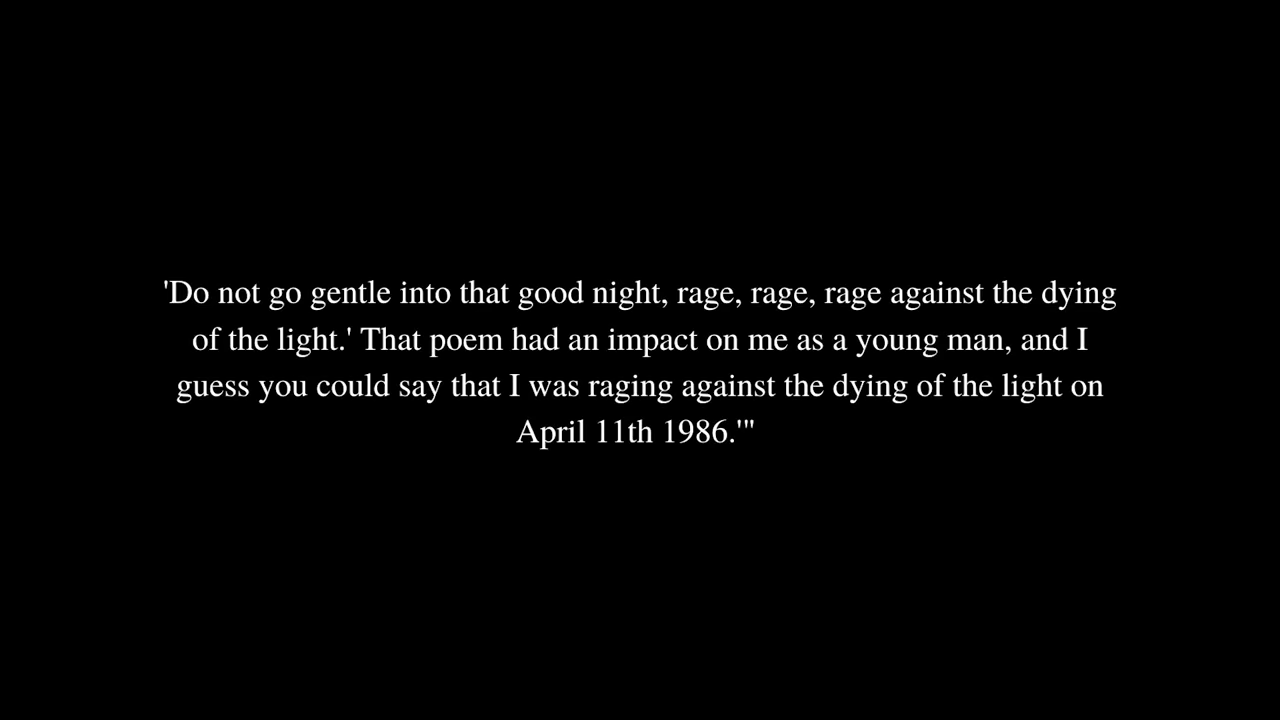 'Do not go gentle into that good night, rage, rage, rage against the dying
of the light.' That poem had an impact on me as a young man, and I
guess you could say that I was raging against the dying of the light on
April 11th 1986.'"